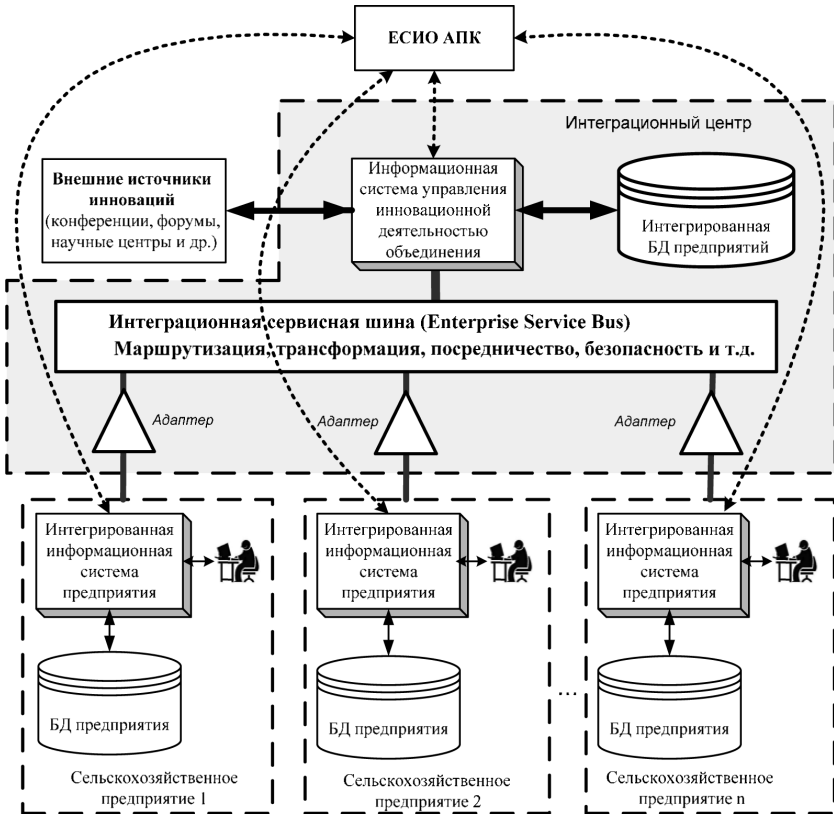 ЕСИО АПК
Интеграционный центр
Внешние источники
инноваций
(конференции, форумы,
научные центры и др.)
Информационная
система управления
инновационной
деятельностью
объединения
Интегрированная
БД предприятий
Интеграционная сервисная шина (Enterprise Service Bus)
Маршрутизация, трансформация, посредничество, безопасность и т.д.
Адаптер
Адаптер
Адаптер
Интегрированная
информационная
система
предприятия
БД предприятия
Сельскохозяйственное
предприятие 1
Интегрированная
информационная
система
предприятия
БД предприятия
Сельскохозяйственное
предприятие 2
...
Интегрированная
информационная
система
предприятия
БД предприятия
Сельскохозяйственное
предприятие n